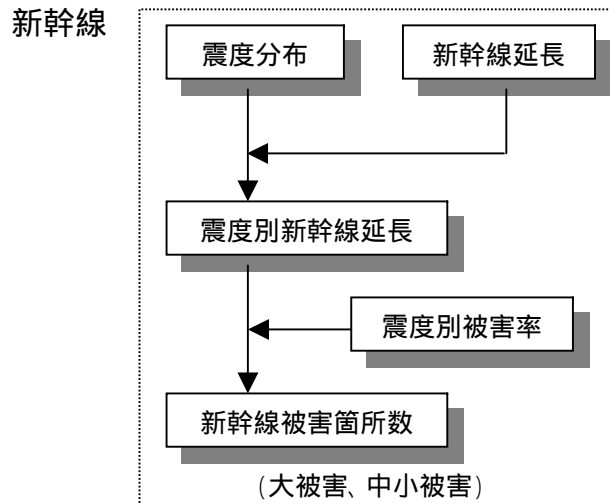 新幹線
震度分布
新幹線延長
震度別新幹線延長
震度別被害率
新幹線被害箇所数
(大被害、中小被害)